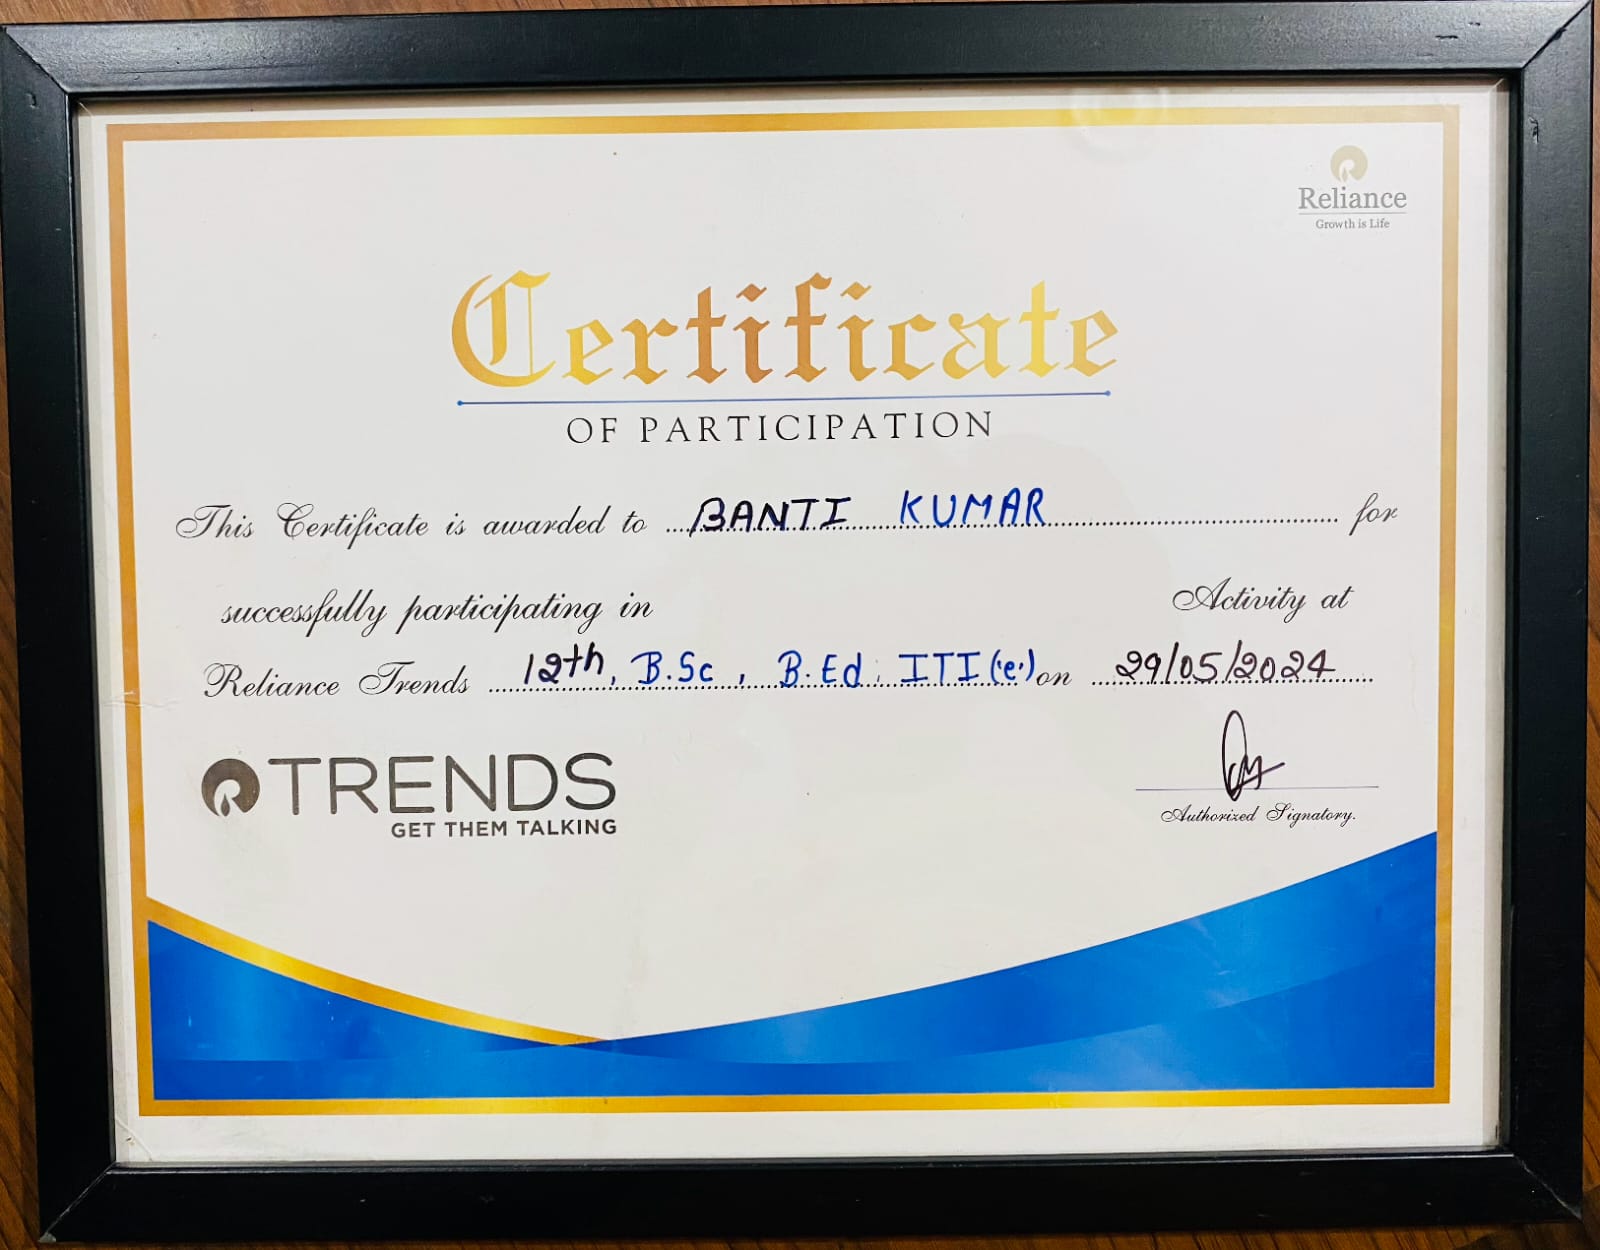 Reliance
Growth is Life
Certificate
OF PARTICIPATION
This Certificate is awarded to BANTI KUMAR for
successfully participating in Activity at
Reliance Trends 12th, B.Sc, B.Ed, ITI (e) on 29/05/2024
TRENDS
GET THEM TALKING
Authorized Signatory.